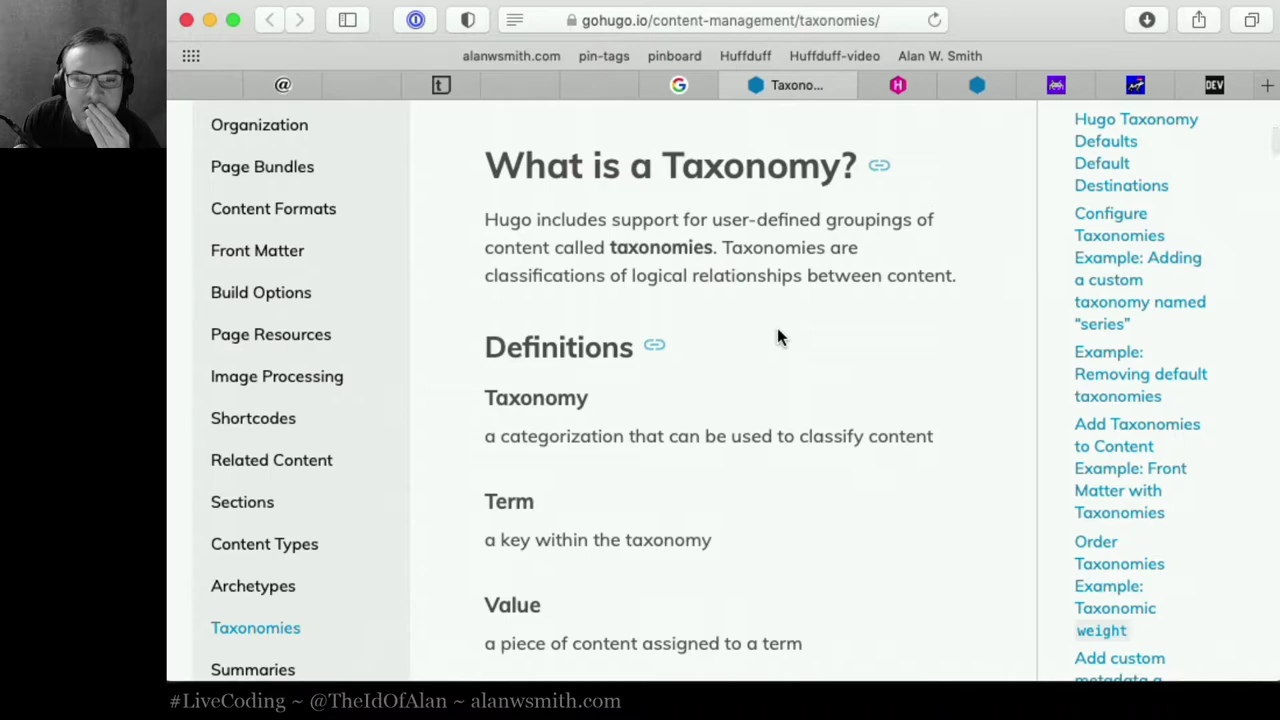 gohugo.io/content-management/taxonomies/
alanwsmith.com pin-tags pinboard Huffduff Huffduff-video Alan W. Smith
@ t G Taxono... H DEV
Organization
Page Bundles
Content Formats
Front Matter
Build Options
Page Resources
Image Processing
Shortcodes
Related Content
Sections
Content Types
Archetypes
Taxonomies
Summaries
What is a Taxonomy?
Hugo includes support for user-defined groupings of
content called taxonomies. Taxonomies are
classifications of logical relationships between content.
Definitions
Taxonomy
a categorization that can be used to classify content
Term
a key within the taxonomy
Value
a piece of content assigned to a term
Hugo Taxonomy
Defaults
Default
Destinations
Configure
Taxonomies
Example: Adding
a custom
taxonomy named
“series”
Example:
Removing default
taxonomies
Add Taxonomies
to Content
Example: Front
Matter with
Taxonomies
Order
Taxonomies
Example:
Taxonomic
weight
Add custom
metadata a
#LiveCoding ~ @TheIdOfAlan ~ alanwsmith.com